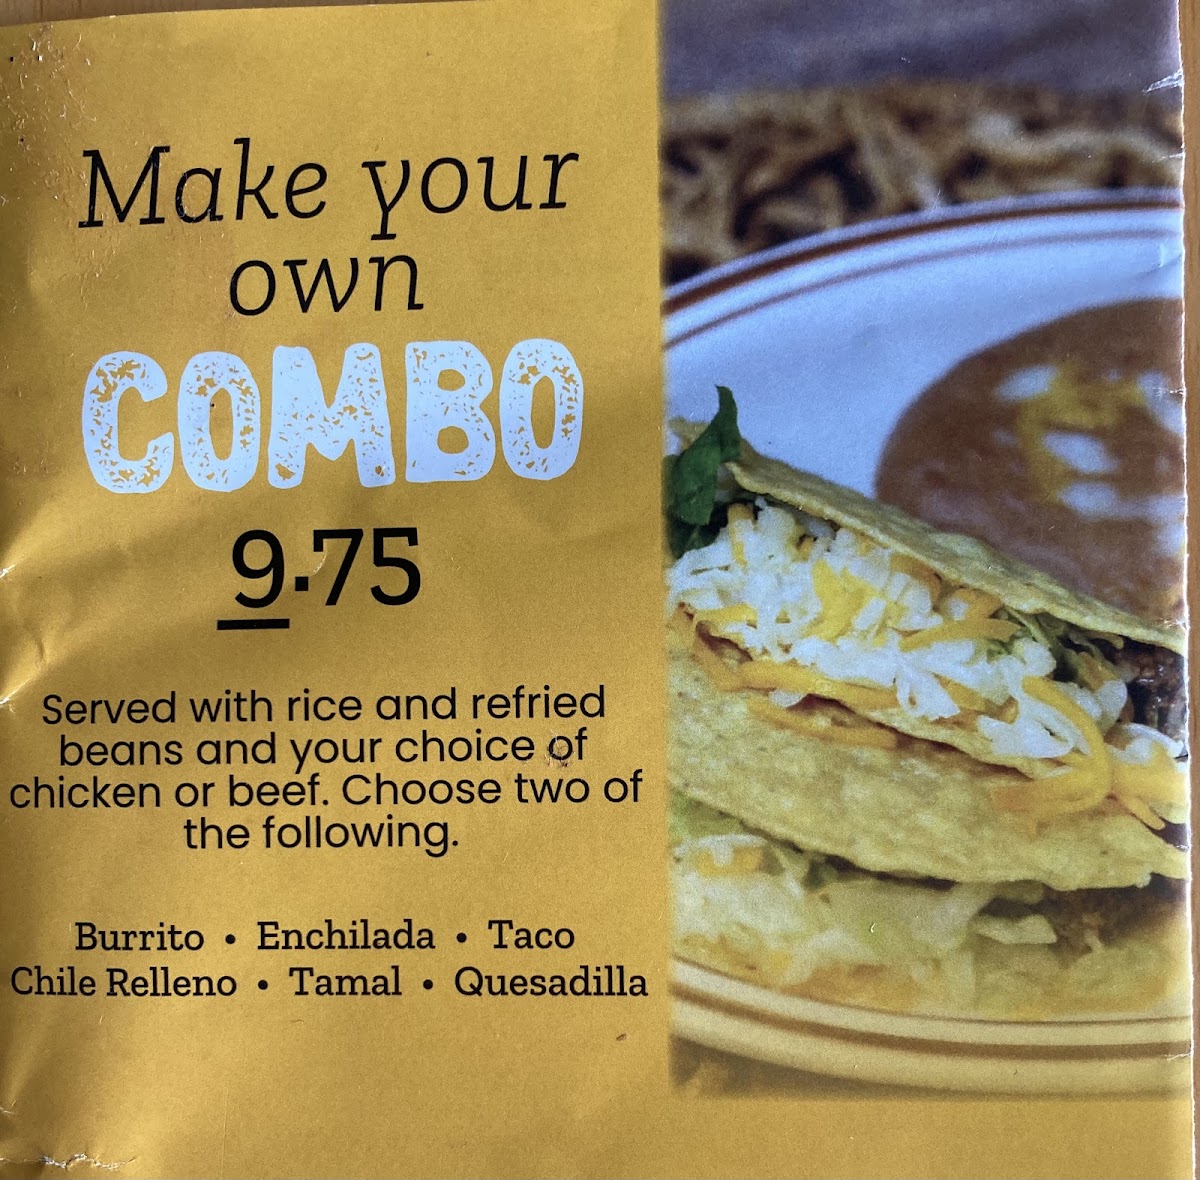 Make your
own
COMBO
9.75
Served with rice and refried
beans and your choice of
chicken or beef. Choose two of
the following.
Burrito • Enchilada • Taco
Chile Relleno • Tamal • Quesadilla